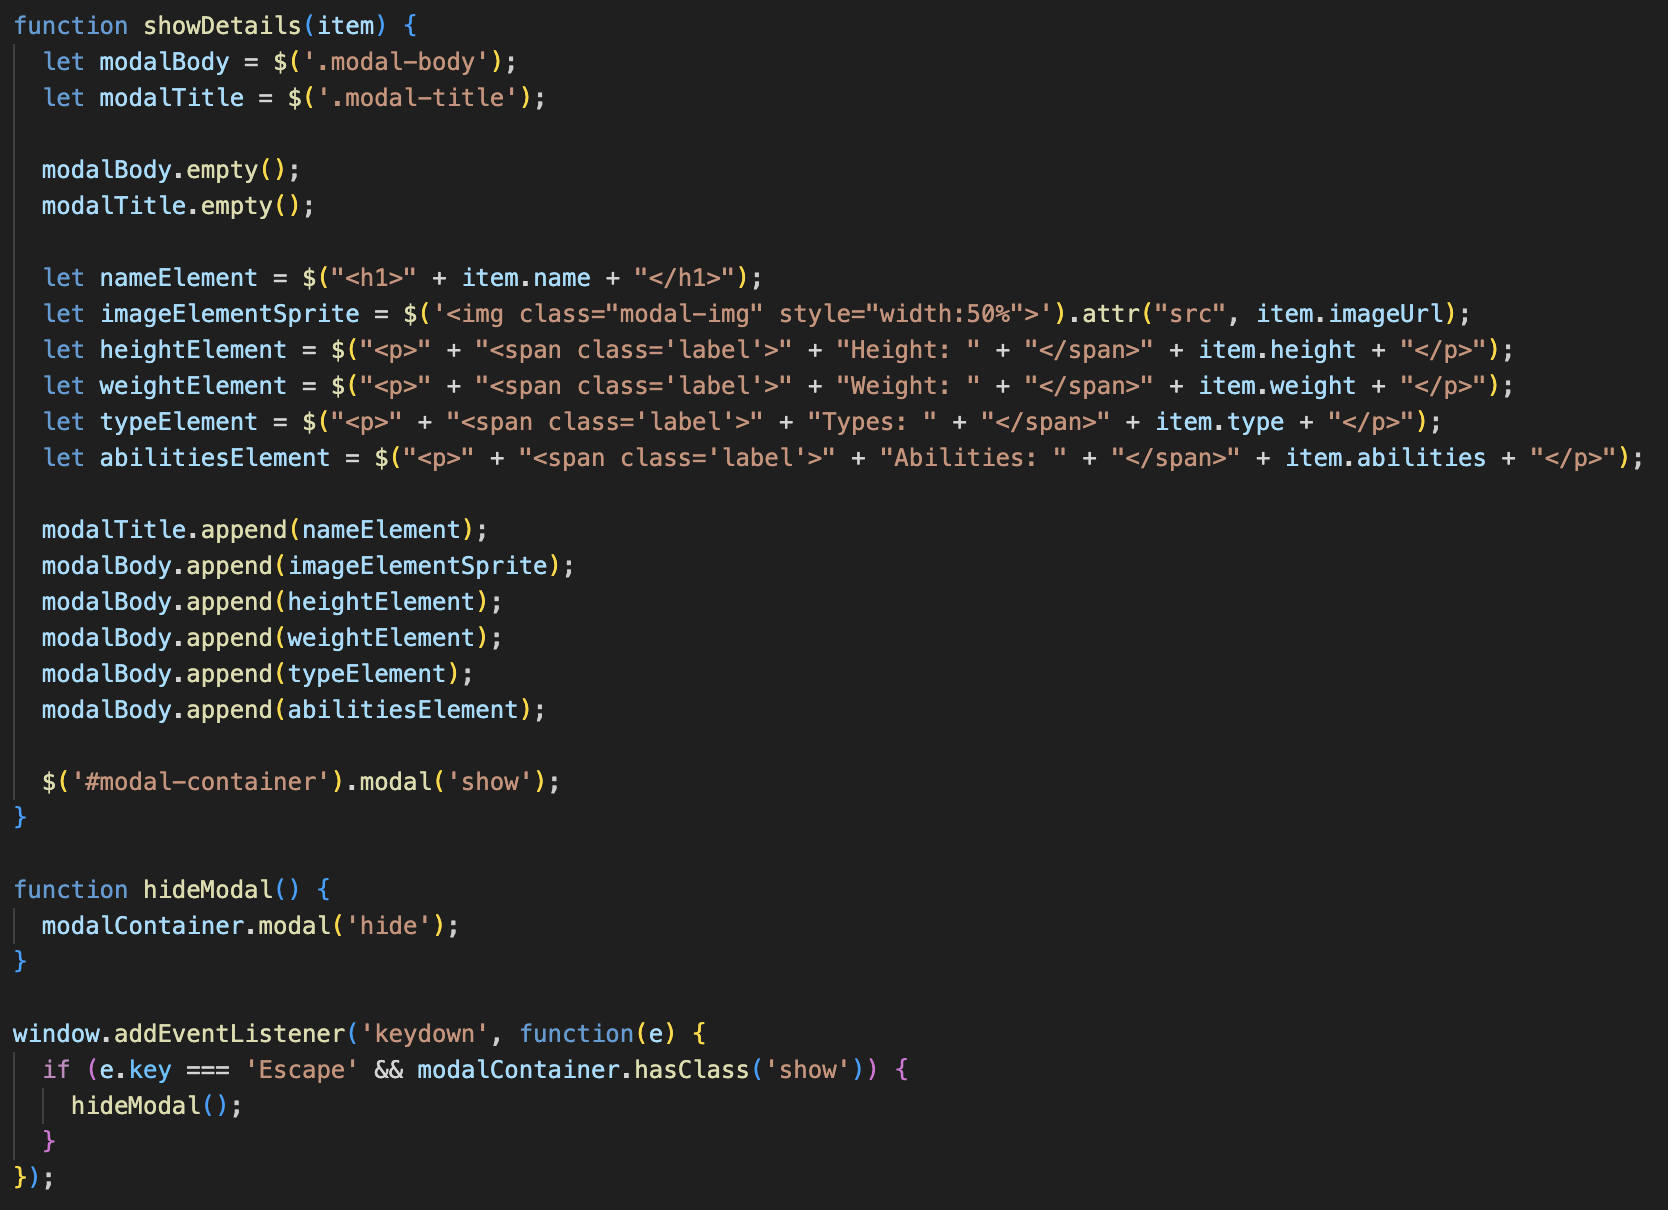 function showDetails(item) {
  let modalBody = $('.modal-body');
  let modalTitle = $('.modal-title');

  modalBody.empty();
  modalTitle.empty();

  let nameElement = $("<h1>" + item.name + "</h1>");
  let imageElementSprite = $('<img class="modal-img" style="width:50%">').attr("src", item.imageUrl);
  let heightElement = $("<p>" + "<span class='label'>" + "Height: " + "</span>" + item.height + "</p>");
  let weightElement = $("<p>" + "<span class='label'>" + "Weight: " + "</span>" + item.weight + "</p>");
  let typeElement = $("<p>" + "<span class='label'>" + "Types: " + "</span>" + item.type + "</p>");
  let abilitiesElement = $("<p>" + "<span class='label'>" + "Abilities: " + "</span>" + item.abilities + "</p>");

  modalTitle.append(nameElement);
  modalBody.append(imageElementSprite);
  modalBody.append(heightElement);
  modalBody.append(weightElement);
  modalBody.append(typeElement);
  modalBody.append(abilitiesElement);

  $('#modal-container').modal('show');
}

function hideModal() {
  modalContainer.modal('hide');
}

window.addEventListener('keydown', function(e) {
  if (e.key === 'Escape' && modalContainer.hasClass('show')) {
    hideModal();
  }
});